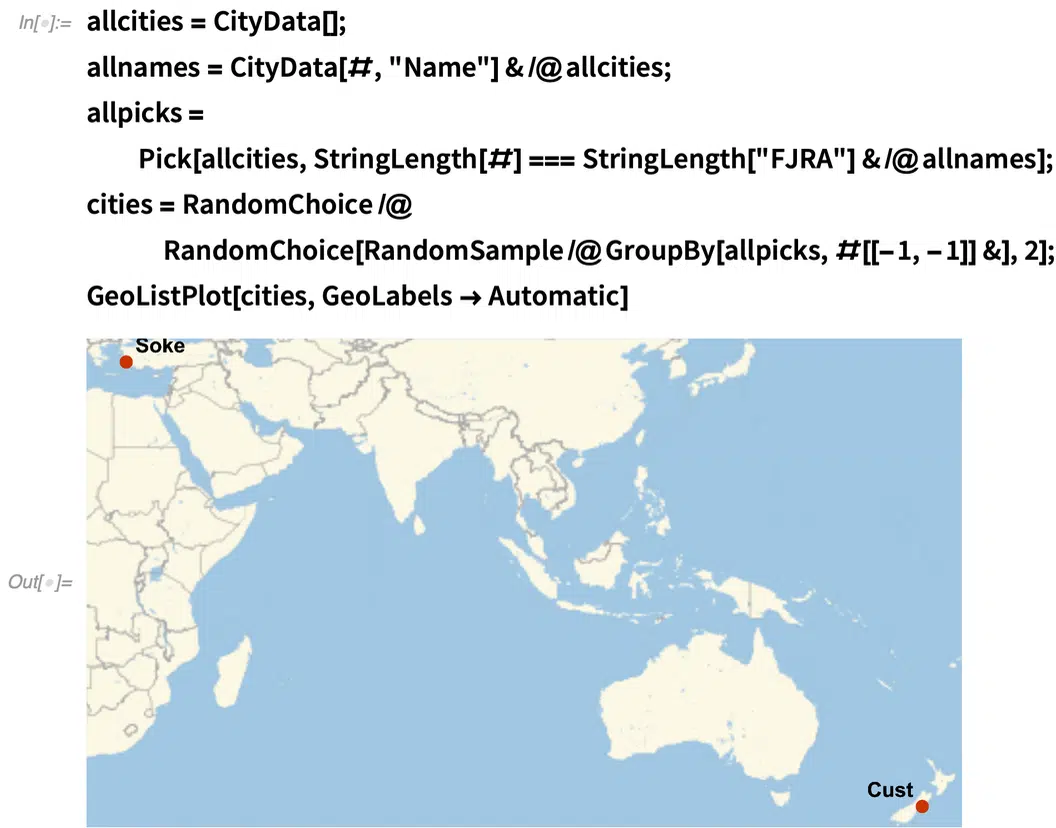 In[•]:= allcities = CityData[];
allnames = CityData[#, "Name"] & /@ allcities;
allpicks =
Pick[allcities, StringLength[#] === StringLength["FJRA"] & /@ allnames];
cities = RandomChoice /@
RandomChoice[RandomSample /@ GroupBy[allpicks, #[[-1, -1]] &], 2];
GeoListPlot[cities, GeoLabels → Automatic]
Soke
Out[•]=
Cust